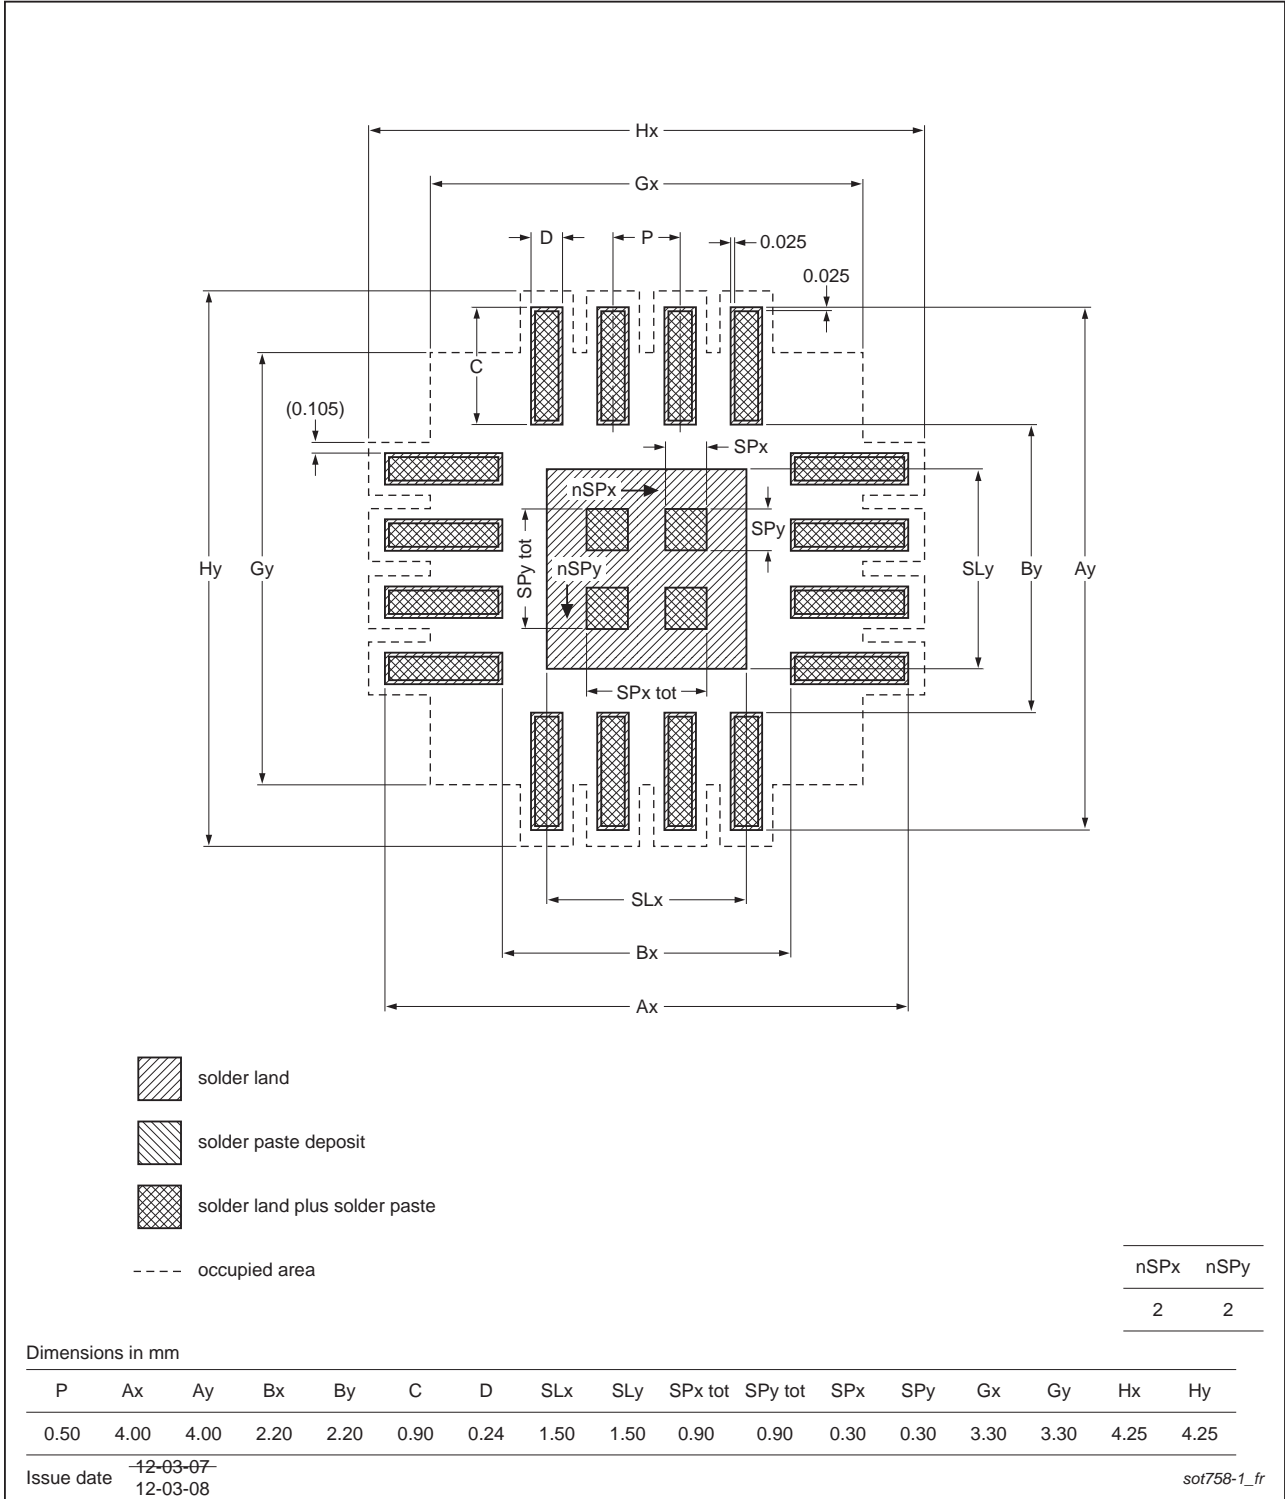 Hx
Gx
D
P
0.025
0.025
C
(0.105)
SPx
nSPx
SPy
SPy tot
nSPy
Hy
Gy
SLy
By
Ay
SPx tot
SLx
Bx
Ax
solder land
solder paste deposit
solder land plus solder paste
occupied area
nSPx nSPy
2 2
Dimensions in mm
P Ax Ay Bx By C D SLx SLy SPx tot SPy tot SPx SPy Gx Gy Hx Hy
0.50 4.00 4.00 2.20 2.20 0.90 0.24 1.50 1.50 0.90 0.90 0.30 0.30 3.30 3.30 4.25 4.25
Issue date 12-03-07
12-03-08
sot758-1_fr